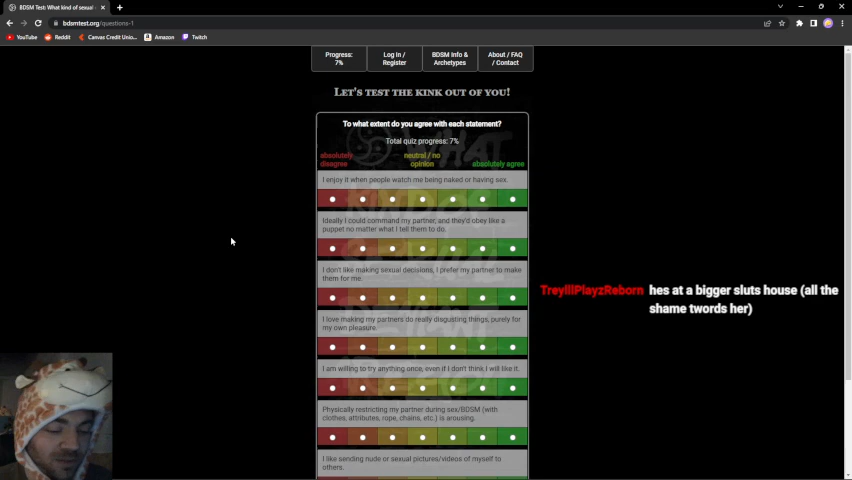 BDSM Test: What kind of sexual
bdsmtest.org/questions-1
YouTube Reddit Canvas Credit Unio... Amazon Twitch
Progress:
7%
Log In /
Register
BDSM Info &
Archetypes
About / FAQ
/ Contact
LET'S TEST THE KINK OUT OF YOU!
To what extent do you agree with each statement?
Total quiz progress: 7%
absolutely
disagree
neutral / no
opinion
absolutely agree
I enjoy it when people watch me being naked or having sex.
Ideally I could command my partner, and they'd obey like a
puppet no matter what I tell them to do.
I don't like making sexual decisions, I prefer my partner to make
them for me.
I love making my partners do really disgusting things, purely for
my own pleasure.
I am willing to try anything once, even if I don't think I will like it.
Physically restricting my partner during sex/BDSM (with
clothes, attributes, rope, chains, etc.) is arousing.
I like sending nude or sexual pictures/videos of myself to
others.
hes at a bigger sluts house (all the
shame twords her)